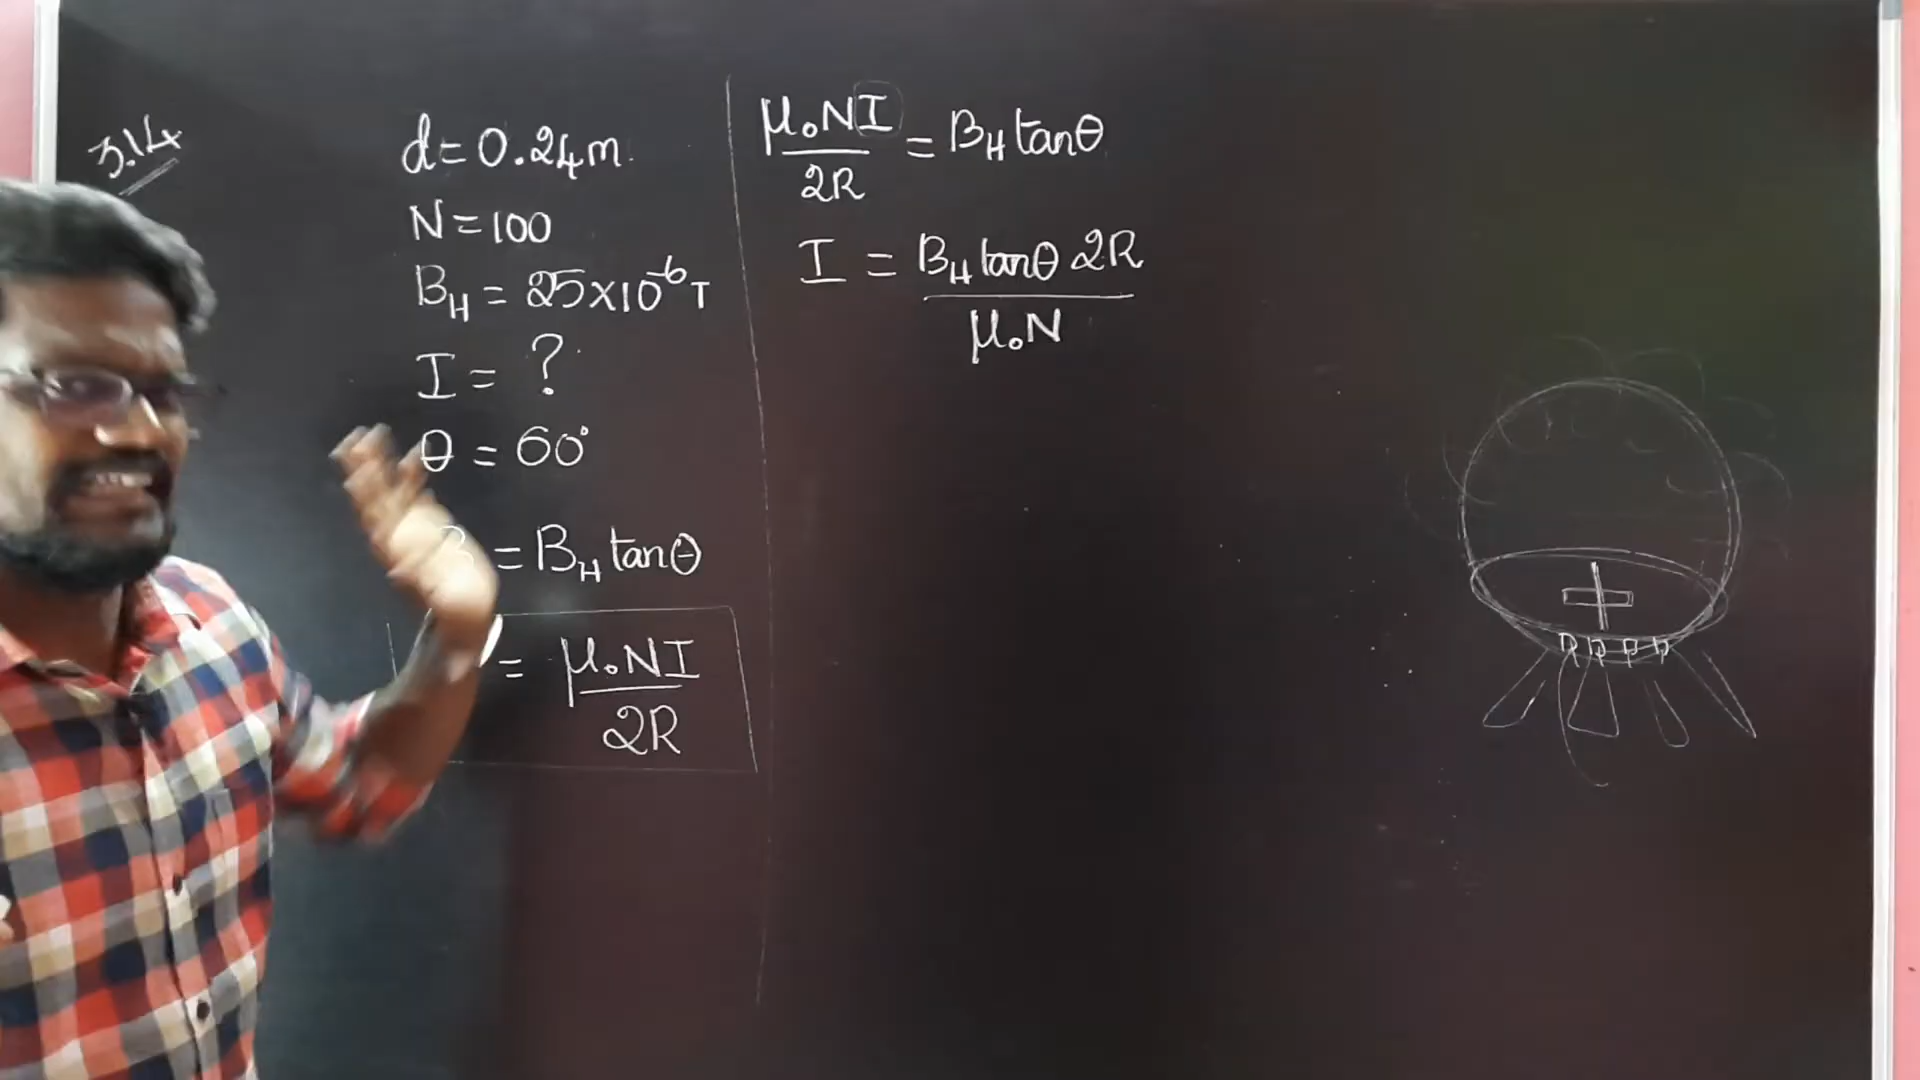 3.14
d = 0.24m.
N = 100
B_H = 25×10⁻⁶ T
I = ?
θ = 60°
B = B_H tanθ
= μ₀NI / 2R
μ₀NI / 2R = B_H tanθ
I = B_H tanθ 2R / μ₀N